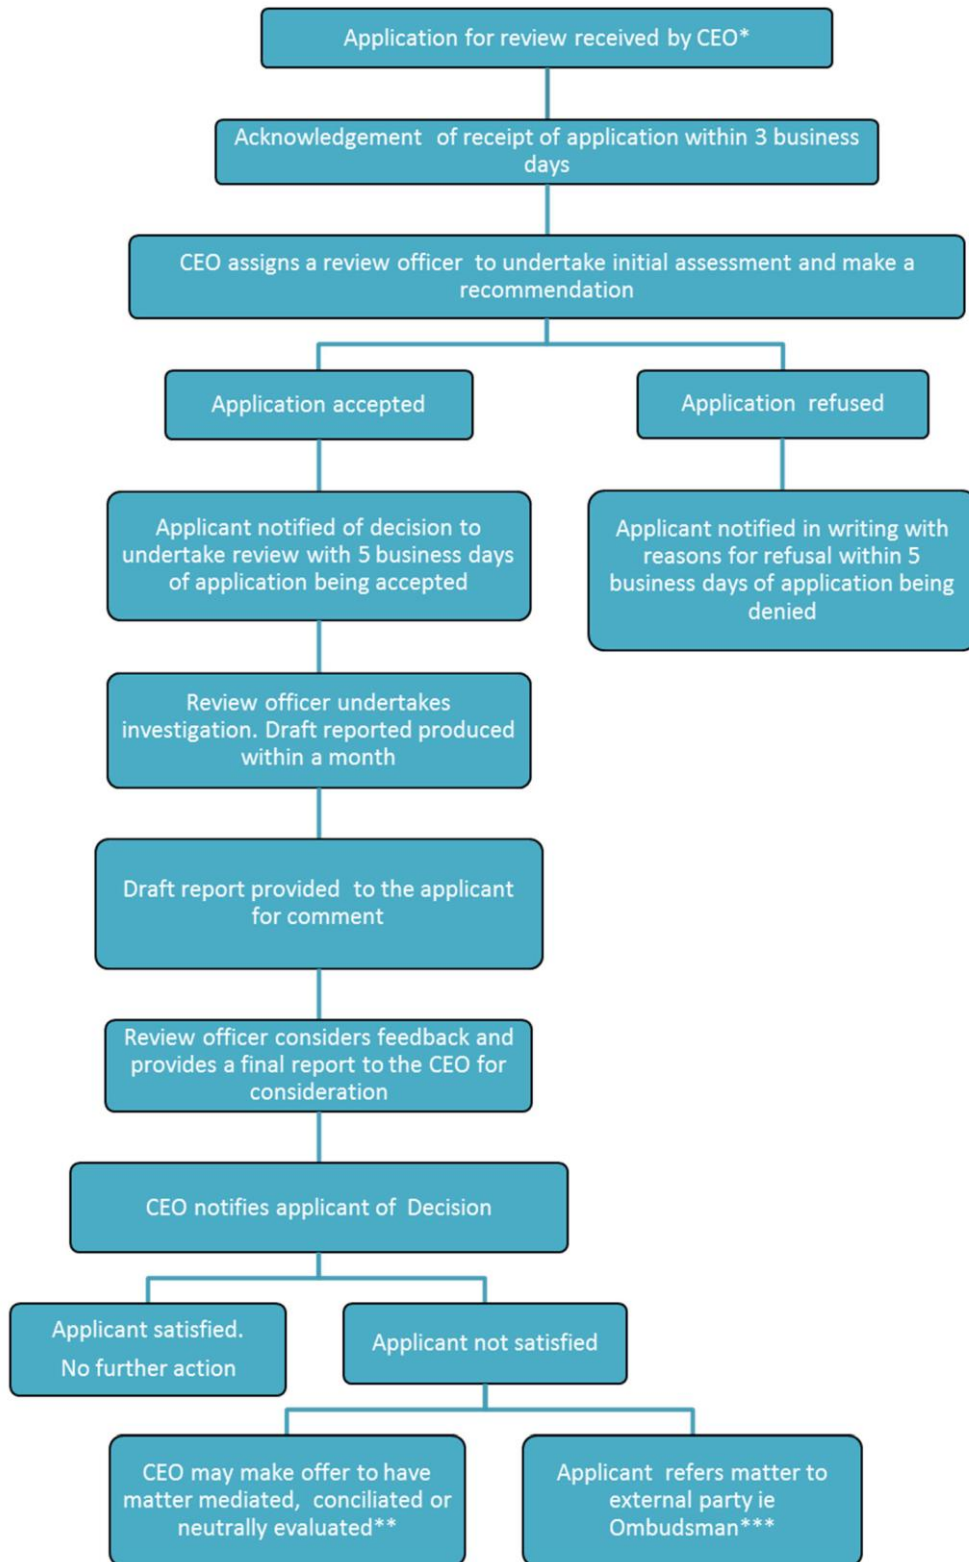 Application for review received by CEO*
Acknowledgement of receipt of application within 3 business
days
CEO assigns a review officer to undertake initial assessment and make a
recommendation
Application accepted
Application refused
Applicant notified of decision to
undertake review with 5 business days
of application being accepted
Applicant notified in writing with
reasons for refusal within 5
business days of application being
denied
Review officer undertakes
investigation. Draft reported produced
within a month
Draft report provided to the applicant
for comment
Review officer considers feedback and
provides a final report to the CEO for
consideration
CEO notifies applicant of Decision
Applicant satisfied.
No further action
Applicant not satisfied
CEO may make offer to have
matter mediated, conciliated or
neutrally evaluated**
Applicant refers matter to
external party ie
Ombudsman***